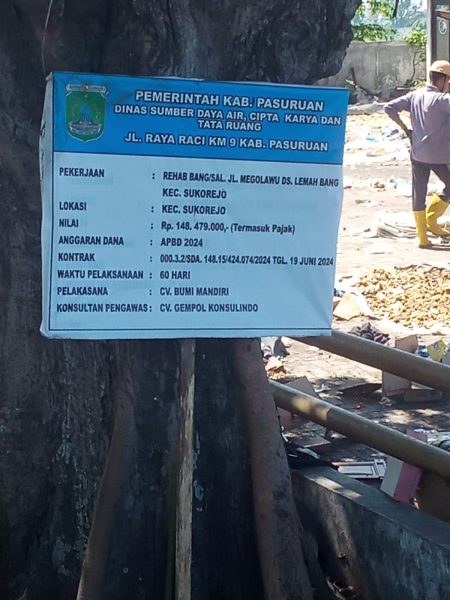 PEMERINTAH KAB. PASURUAN
DINAS SUMBER DAYA AIR, CIPTA KARYA DAN
TATA RUANG
JL. RAYA RACI KM 9 KAB. PASURUAN
PEKERJAAN : REHAB BANG/SAL. JL. MEGOLAWU DS. LEMAH BANG
KEC. SUKOREJO
LOKASI : KEC. SUKOREJO
NILAI : Rp. 148. 479.000,- (Termasuk Pajak)
ANGGARAN DANA : APBD 2024
KONTRAK : 000.3.2/SDA. 148.15/424.074/2024 TGL. 19 JUNI 2024
WAKTU PELAKSANAAN : 60 HARI
PELAKASANA : CV. BUMI MANDIRI
KONSULTAN PENGAWAS : CV. GEMPOL KONSULINDO